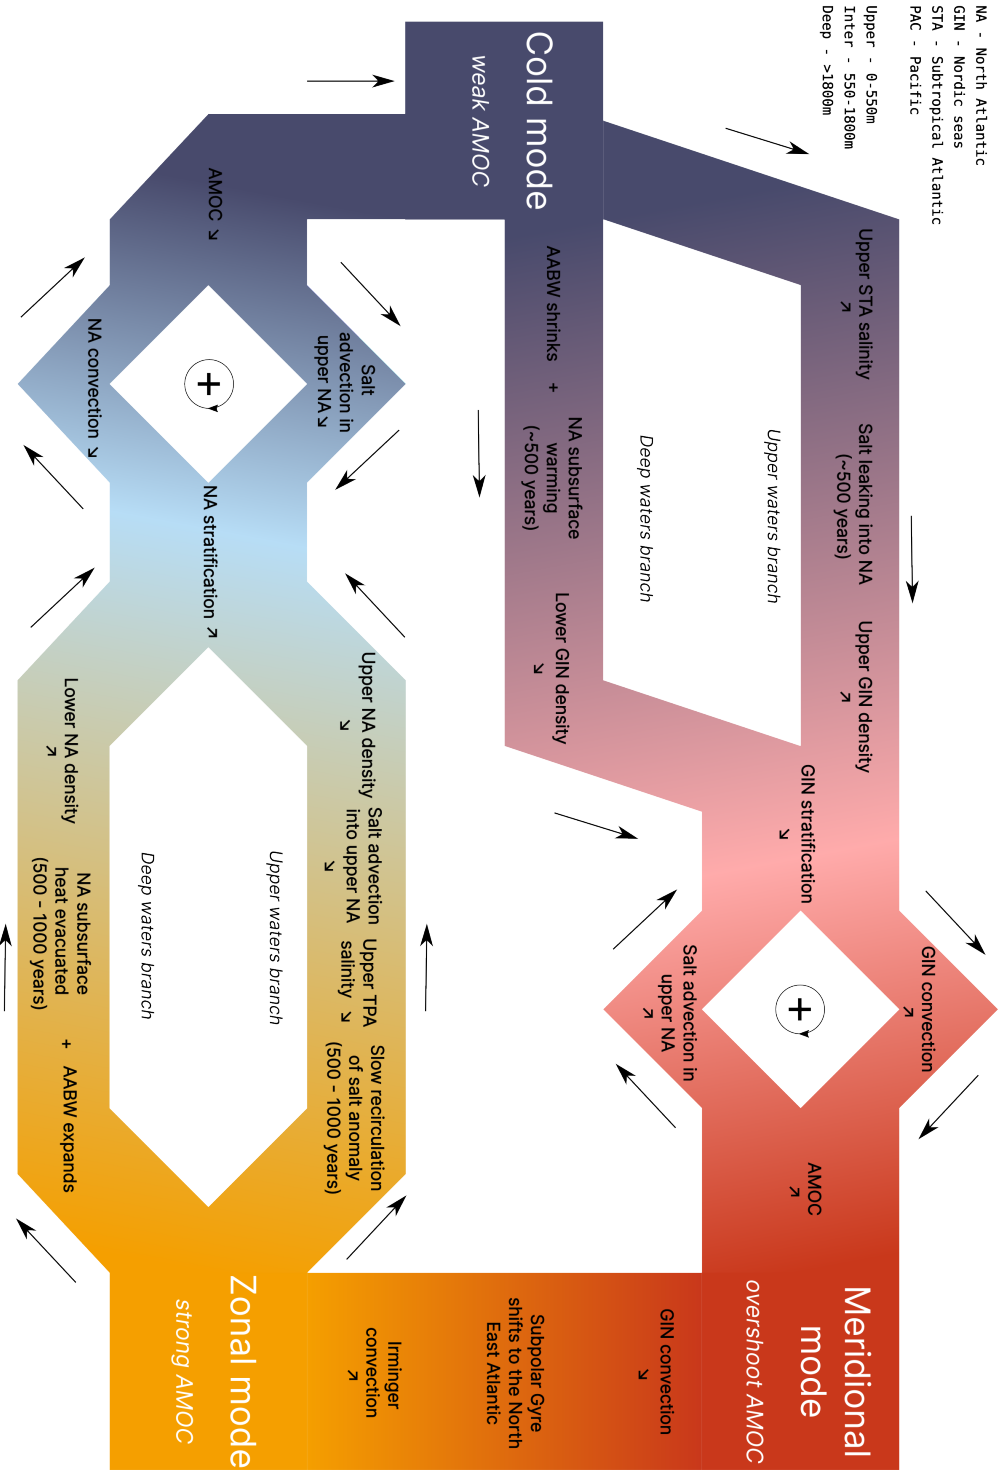 NA - North Atlantic
GIN - Nordic seas
STA - Subtropical Atlantic
PAC - Pacific
Upper - 0-550m
Inter - 550-1800m
Deep - >1800m
Cold mode
weak AMOC
Upper STA salinity
↗
Salt leaking into NA
(~500 years)
Upper GIN density
↗
Upper waters branch
Deep waters branch
AABW shrinks
+
NA subsurface
warming
(~500 years)
Lower GIN density
↘
GIN stratification
↘
GIN convection
↗
+
Salt advection in
upper NA
↗
AMOC
↗
Meridional
mode
overshoot AMOC
GIN convection
↘
Subpolar Gyre
shifts to the North
East Atlantic
Irminger
convection
↗
Zonal mode
strong AMOC
Slow recirculation
of salt anomaly
(500 - 1000 years)
Upper TPA
salinity ↘
Salt advection
into upper NA
↘
Upper NA density
↘
Upper waters branch
Deep waters branch
AABW expands
+
NA subsurface
heat evacuated
(500 - 1000 years)
Lower NA density
↗
NA stratification ↗
Salt
advection in
upper NA ↘
+
NA convection ↘
AMOC ↘